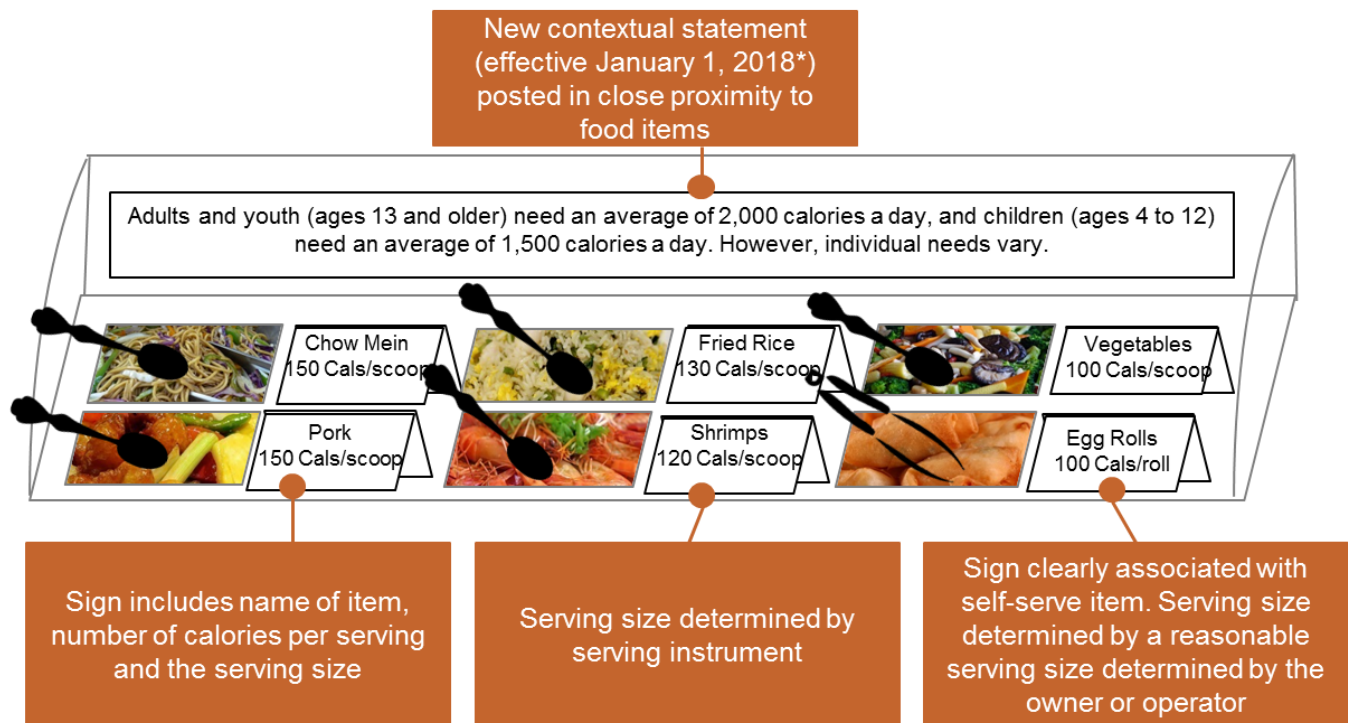 New contextual statement
(effective January 1, 2018*)
posted in close proximity to
food items
Adults and youth (ages 13 and older) need an average of 2,000 calories a day, and children (ages 4 to 12)
need an average of 1,500 calories a day. However, individual needs vary.
Chow Mein
150 Cals/scoop
Fried Rice
130 Cals/scoop
Vegetables
100 Cals/scoop
Pork
150 Cals/scoop
Shrimps
120 Cals/scoop
Egg Rolls
100 Cals/roll
Sign includes name of item,
number of calories per serving
and the serving size
Serving size determined by
serving instrument
Sign clearly associated with
self-serve item. Serving size
determined by a reasonable
serving size determined by the
owner or operator